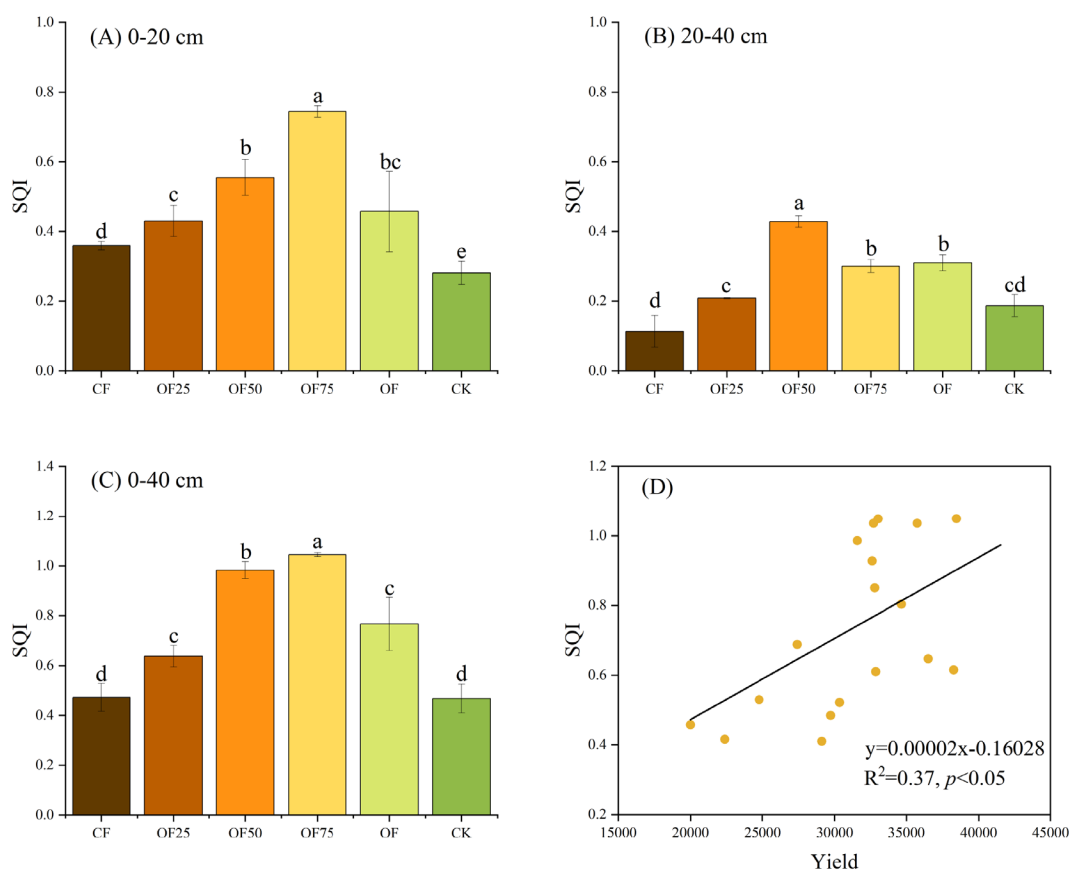 (A) 0-20 cm
SQI
1.0
0.8
0.6
0.4
0.2
0.0
d
c
b
a
bc
e
CF OF25 OF50 OF75 OF CK
(B) 20-40 cm
SQI
1.0
0.8
0.6
0.4
0.2
0.0
d
c
a
b
b
cd
CF OF25 OF50 OF75 OF CK
(C) 0-40 cm
SQI
1.4
1.2
1.0
0.8
0.6
0.4
0.2
0.0
d
c
b
a
c
d
CF OF25 OF50 OF75 OF CK
(D)
SQI
1.2
1.0
0.8
0.6
0.4
0.2
y=0.00002x-0.16028
R²=0.37, p<0.05
15000 20000 25000 30000 35000 40000 45000
Yield